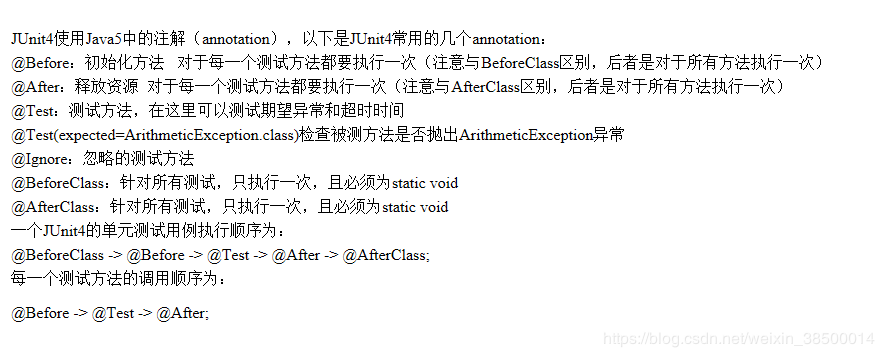 JUnit4使用Java5中的注解（annotation），以下是JUnit4常用的几个annotation：
@Before：初始化方法   对于每一个测试方法都要执行一次（注意与BeforeClass区别，后者是对于所有方法执行一次）
@After：释放资源  对于每一个测试方法都要执行一次（注意与AfterClass区别，后者是对于所有方法执行一次）
@Test：测试方法，在这里可以测试期望异常和超时时间
@Test(expected=ArithmeticException.class)检查被测方法是否抛出ArithmeticException异常
@Ignore：忽略的测试方法
@BeforeClass：针对所有测试，只执行一次，且必须为static void
@AfterClass：针对所有测试，只执行一次，且必须为static void
一个JUnit4的单元测试用例执行顺序为：
@BeforeClass -> @Before -> @Test -> @After -> @AfterClass;
每一个测试方法的调用顺序为：
@Before -> @Test -> @After;
https://blog.csdn.net/weixin_38500014